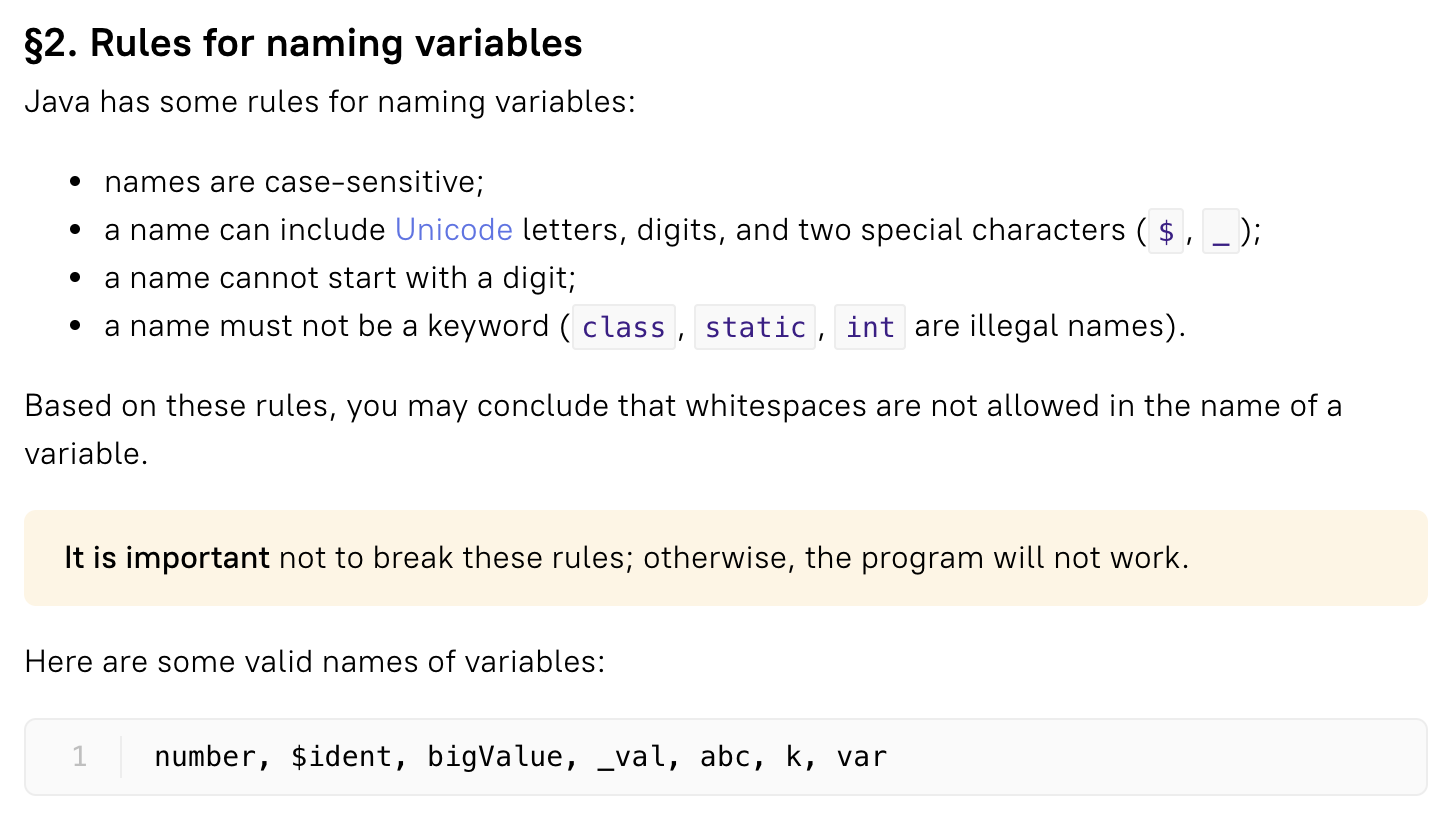 §2. Rules for naming variables
Java has some rules for naming variables:
• names are case-sensitive;
• a name can include Unicode letters, digits, and two special characters ( $ , _ );
• a name cannot start with a digit;
• a name must not be a keyword ( class , static , int are illegal names).
Based on these rules, you may conclude that whitespaces are not allowed in the name of a
variable.
It is important not to break these rules; otherwise, the program will not work.
Here are some valid names of variables:
1 number, $ident, bigValue, _val, abc, k, var